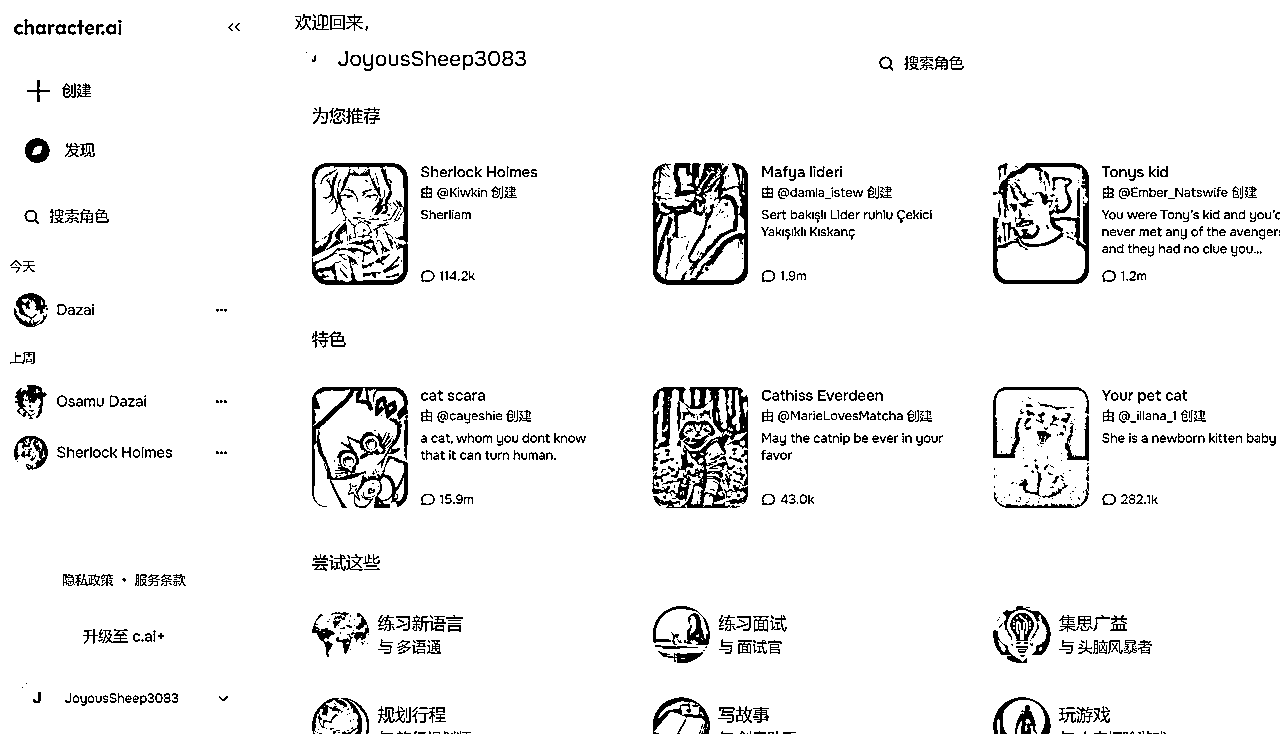 character.ai
创建
发现
搜索角色
今天
Dazai
上周
Osamu Dazai
Sherlock Holmes
隐私政策 • 服务条款
升级至 c.ai+
J JoyousSheep3083
欢迎回来,
JoyousSheep3083
搜索角色
为您推荐
Sherlock Holmes
由 @Kiwkin 创建
Sherliam
114.2k
Mafya lideri
由 @damla_istew 创建
Sert bakışlı Lider ruhlu Çekici
Yakışıklı Kıskanç
1.9m
Tonys kid
由 @Ember_Natswife 创建
You were Tony's kid and you'd
never met any of the avengers
and they had no clue you...
1.2m
特色
cat scara
由 @cayeshie 创建
a cat, whom you dont know
that it can turn human.
15.9m
Cathiss Everdeen
由 @MarieLovesMatcha 创建
May the catnip be ever in your
favor
43.0k
Your pet cat
由 @_illana_1 创建
She is a newborn kitten baby
282.1k
尝试这些
练习新语言
与 多语通
练习面试
与 面试官
集思广益
与 头脑风暴者
规划行程
写故事
玩游戏